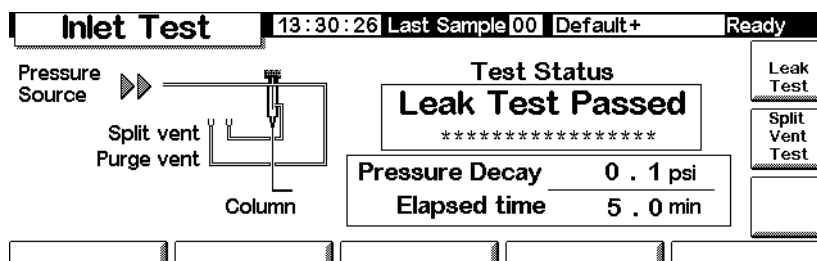 Inlet Test
13:30:26 Last Sample 00 Default+ Ready
Pressure
Source
Split vent
Purge vent
Column
Test Status
Leak Test Passed
*****************
Pressure Decay 0 . 1 psi
Elapsed time 5 . 0 min
Leak
Test
Split
Vent
Test